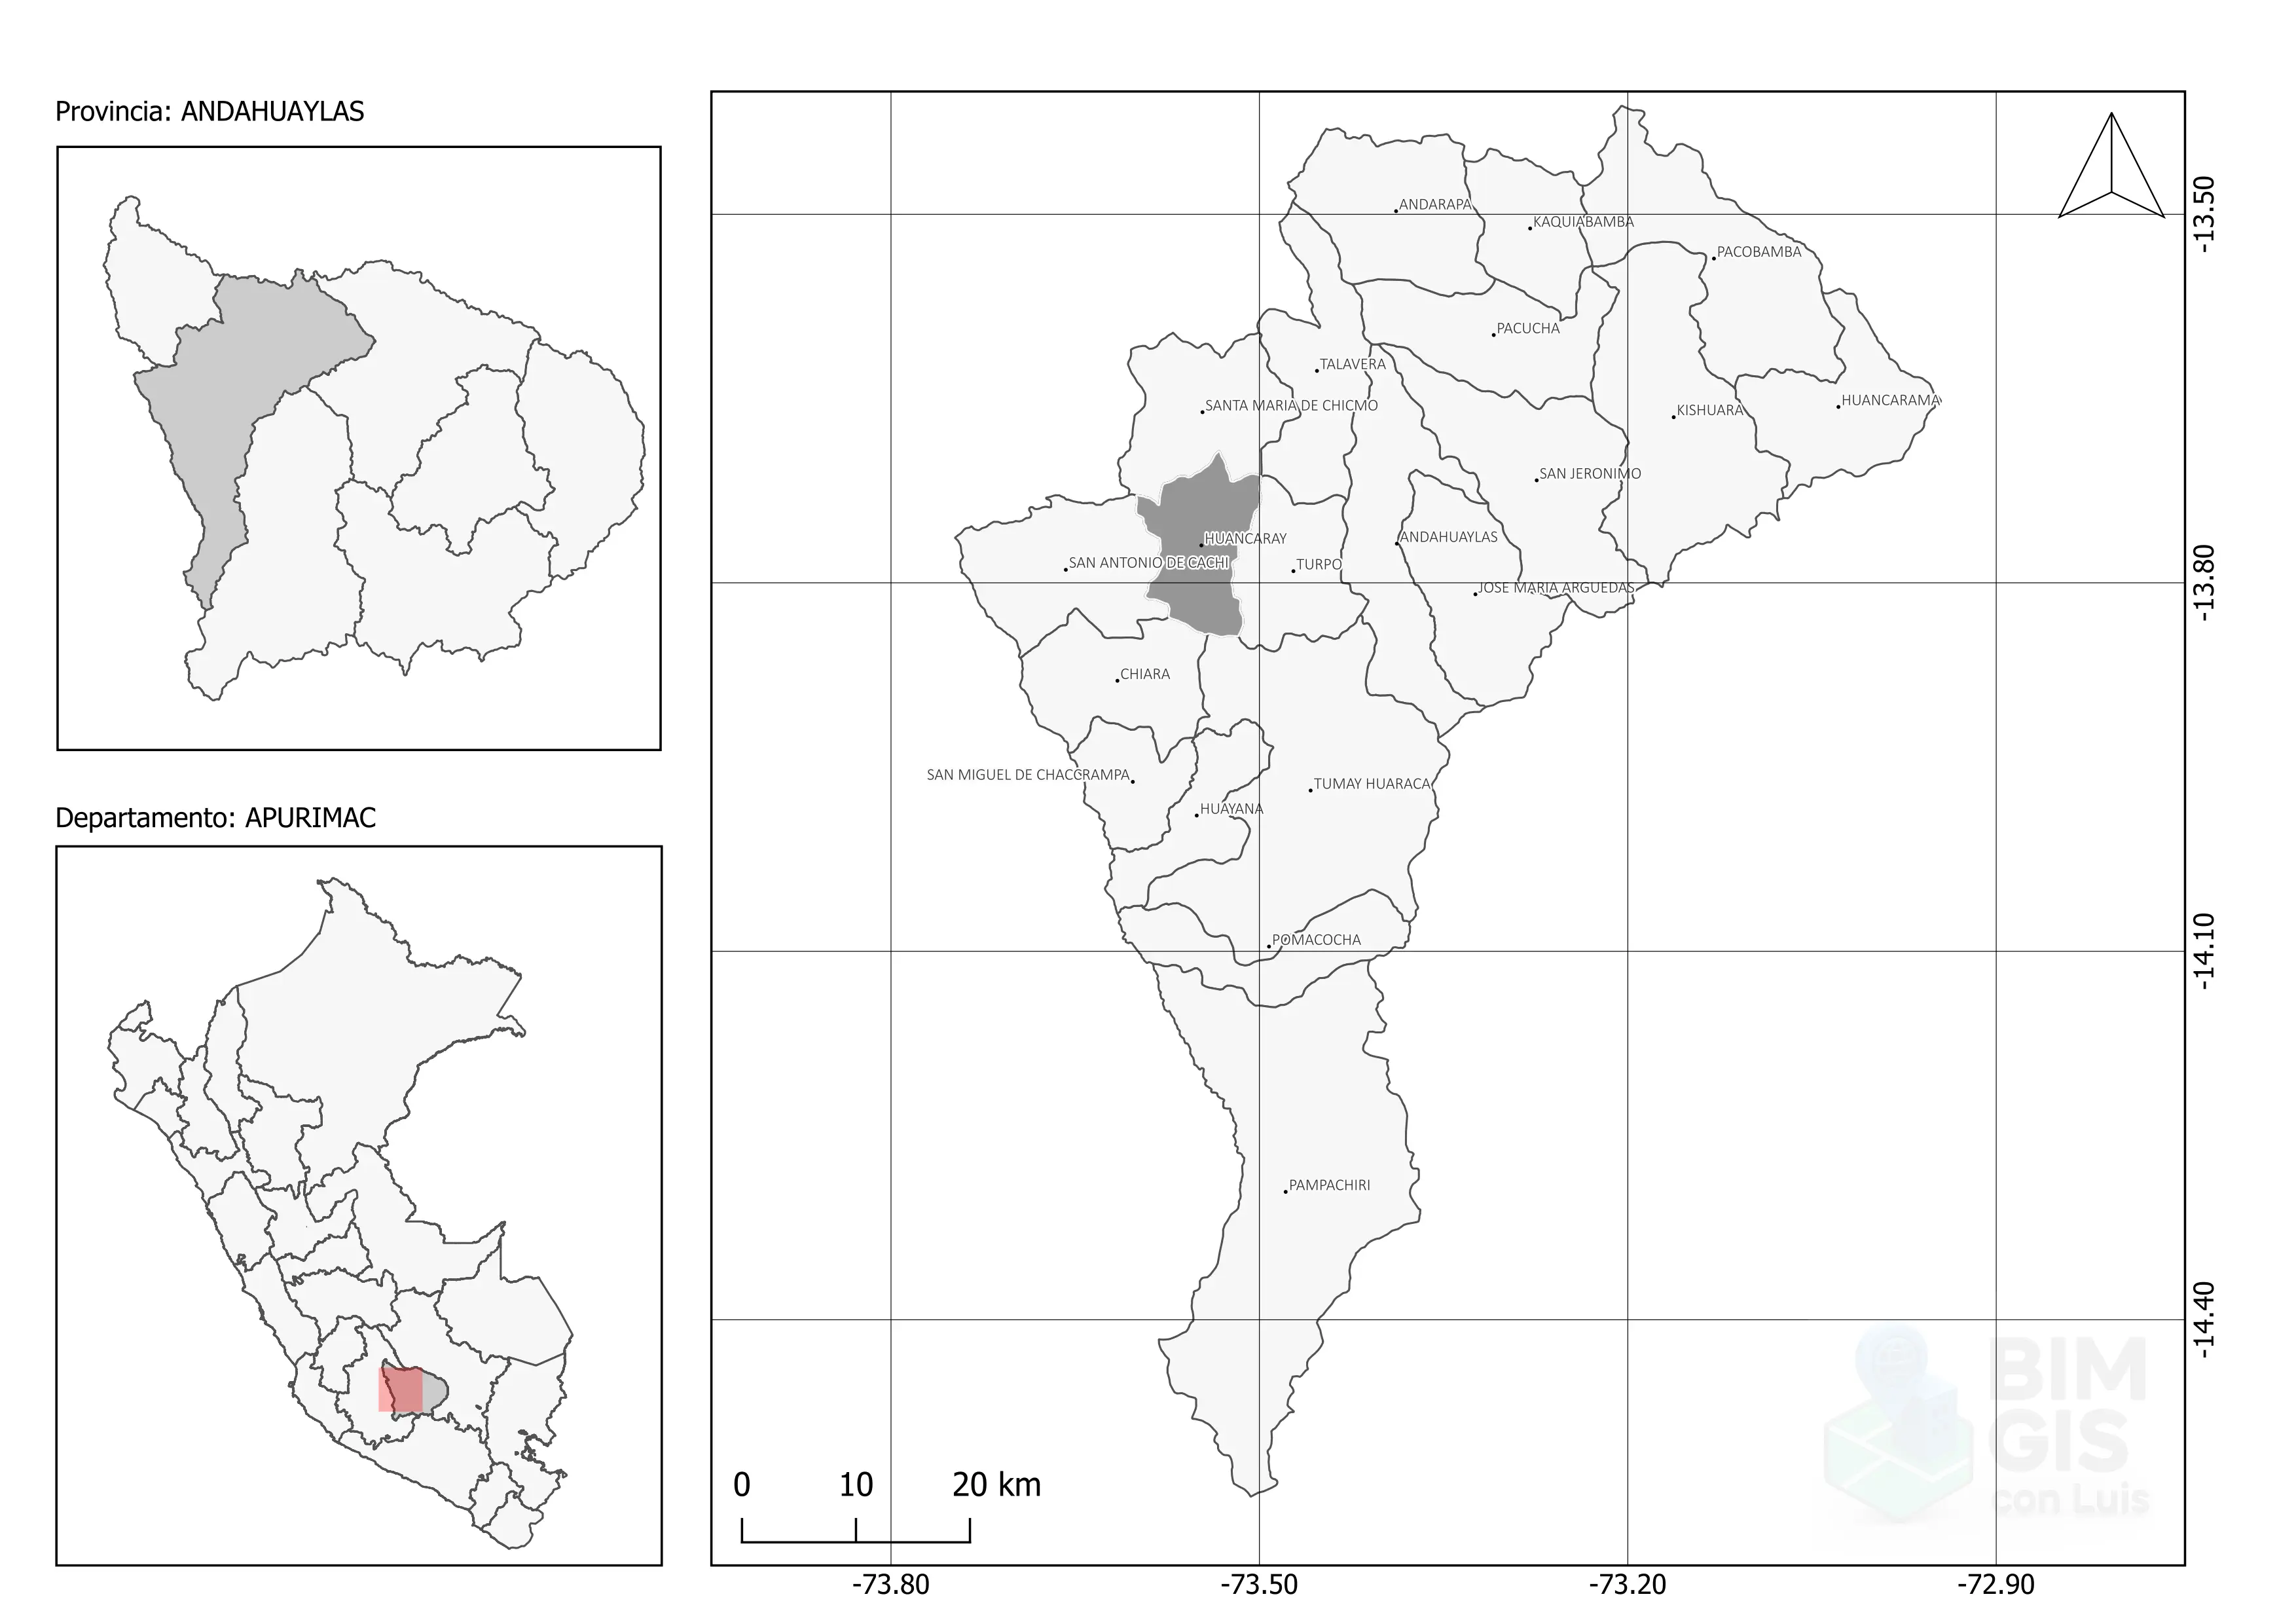 Provincia: ANDAHUAYLAS
Departamento: APURIMAC
ANDARAPA
KAQUIABAMBA
PACOBAMBA
PACUCHA
TALAVERA
SANTA MARIA DE CHICMO
KISHUARA
HUANCARAMA
SAN JERONIMO
HUANCARAY
ANDAHUAYLAS
SAN ANTONIO DE CACHI
TURPO
JOSE MARIA ARGUEDAS
CHIARA
SAN MIGUEL DE CHACCRAMPA
TUMAY HUARACA
HUAYANA
POMACOCHA
PAMPACHIRI
-13.50
-13.80
-14.10
-14.40
0 10 20 km
BIM
GIS
con Luis
-73.80 -73.50 -73.20 -72.90